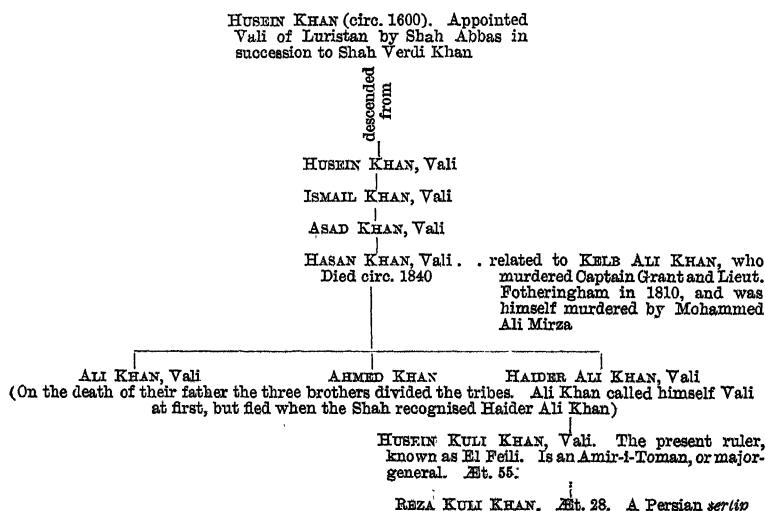 HUSEIN KHAN (circ. 1600). Appointed
Vali of Luristan by Shah Abbas in
succession to Shah Verdi Khan
descended
from
HUSEIN KHAN, Vali
ISMAIL KHAN, Vali
ASAD KHAN, Vali
HASAN KHAN, Vali . . related to KELB ALI KHAN, who
Died circ. 1840 murdered Captain Grant and Lieut.
Fotheringham in 1810, and was
himself murdered by Mohammed
Ali Mirza
ALI KHAN, Vali AHMED KHAN HAIDER ALI KHAN, Vali
(On the death of their father the three brothers divided the tribes. Ali Khan called himself Vali
at first, but fled when the Shah recognised Haider Ali Khan)
HUSEIN KULI KHAN, Vali. The present ruler,
known as El Feili. Is an Amir-i-Toman, or major-
general. Æt. 55.
REZA KULI KHAN. Æt. 28. A Persian sertip